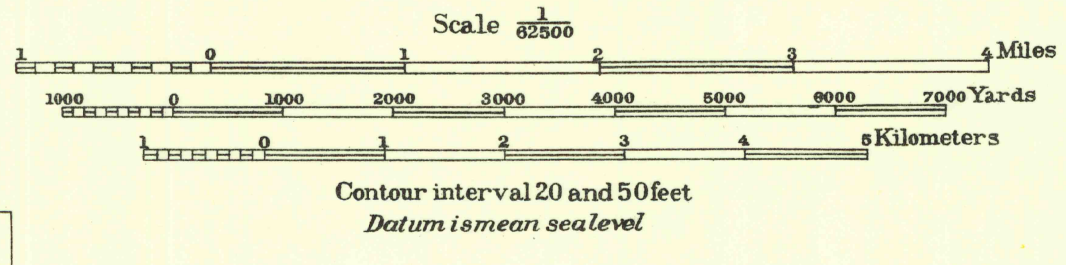 Scale 1/62500
1 0 1 2 3 4 Miles
1000 0 1000 2000 3000 4000 5000 6000 7000 Yards
1 0 1 2 3 4 5 Kilometers
Contour interval 20 and 50 feet
Datum is mean sea level